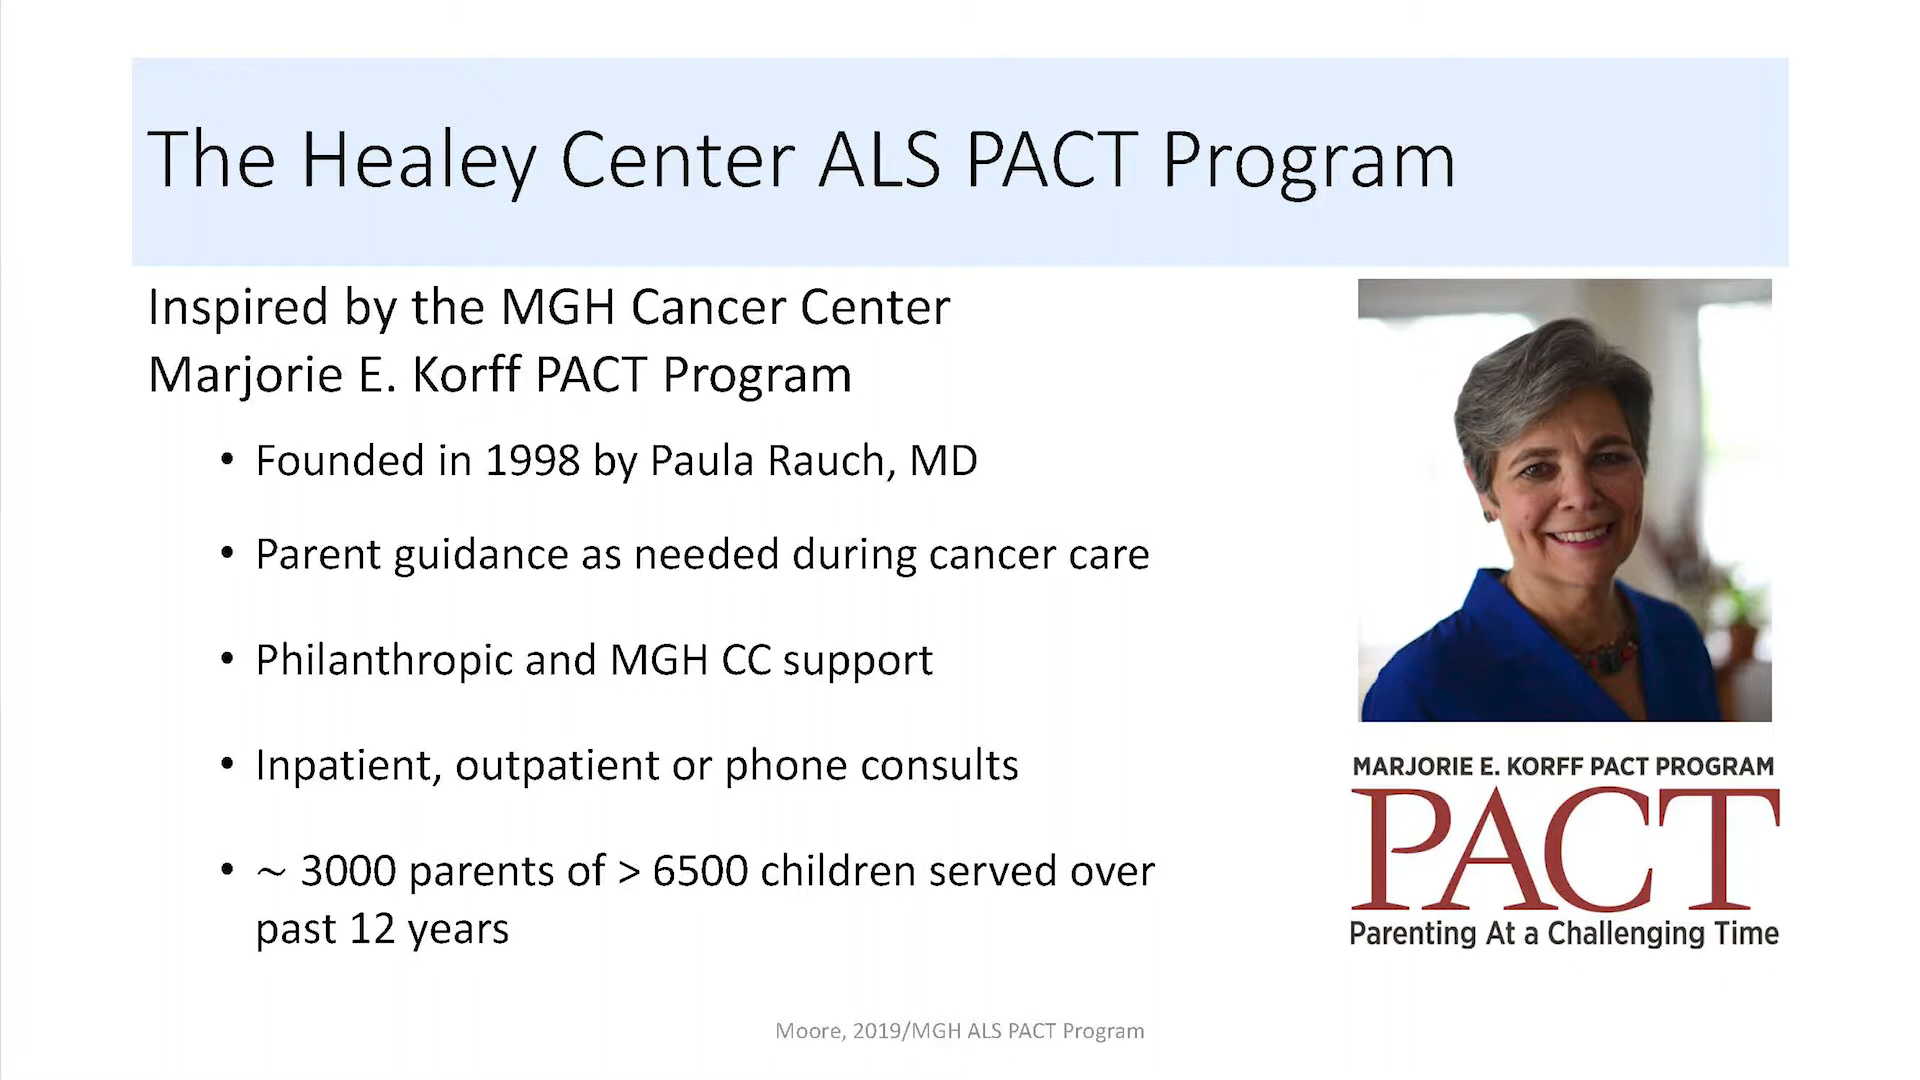 The Healey Center ALS PACT Program
Inspired by the MGH Cancer Center
Marjorie E. Korff PACT Program
• Founded in 1998 by Paula Rauch, MD
• Parent guidance as needed during cancer care
• Philanthropic and MGH CC support
• Inpatient, outpatient or phone consults
• ~ 3000 parents of > 6500 children served over
past 12 years
MARJORIE E. KORFF PACT PROGRAM
PACT
Parenting At a Challenging Time
Moore, 2019/MGH ALS PACT Program